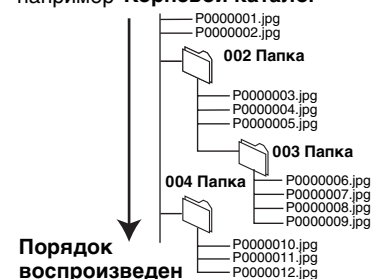 например Корневой каталог
P0000001.jpg
P0000002.jpg
002 Папка
P0000003.jpg
P0000004.jpg
P0000005.jpg
003 Папка
004 Папка
P0000006.jpg
P0000007.jpg
P0000008.jpg
P0000009.jpg
Порядок
воспроизведен
P0000010.jpg
P0000011.jpg
P0000012.jpg